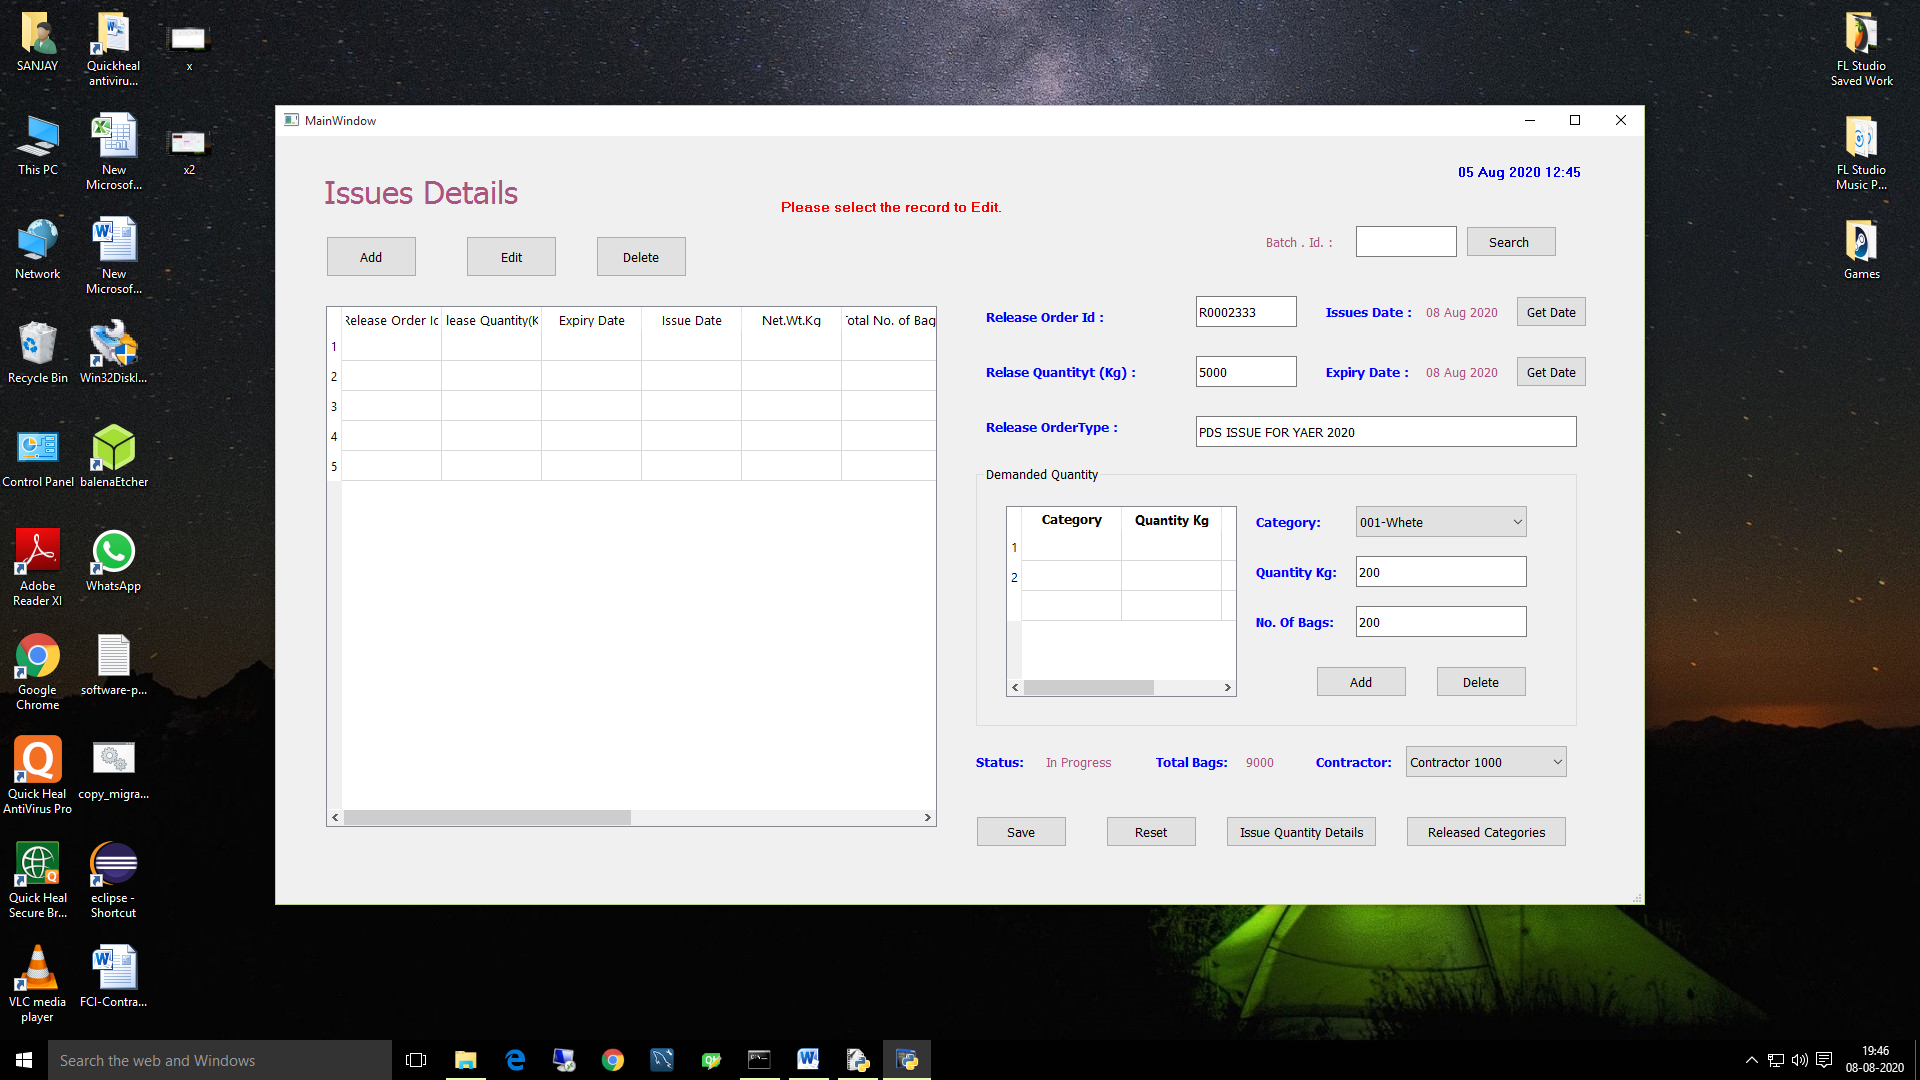 SANJAY
Quickheal
antiviru...
x
This PC
New
Microsof...
x2
Network
New
Microsof...
Recycle Bin
Win32DiskI...
Control Panel
balenaEtcher
Adobe
Reader XI
WhatsApp
Google
Chrome
software-p...
Quick Heal
AntiVirus Pro
copy_migra...
Quick Heal
Secure Br...
eclipse -
Shortcut
VLC media
player
FCI-Contra...
FL Studio
Saved Work
FL Studio
Music P...
Games
MainWindow
05 Aug 2020 12:45
Issues Details
Please select the record to Edit.
Batch . Id. :
Search
Add
Edit
Delete
Release Order Id
lease Quantity(K
Expiry Date
Issue Date
Net.Wt.Kg
Total No. of Bag
1
2
3
4
5
Release Order Id :
R0002333
Issues Date :
08 Aug 2020
Get Date
Relase Quantityt (Kg) :
5000
Expiry Date :
08 Aug 2020
Get Date
Release OrderType :
PDS ISSUE FOR YAER 2020
Demanded Quantity
Category
Quantity Kg
1
2
Category:
001-Whete
Quantity Kg:
200
No. Of Bags:
200
Add
Delete
Status:
In Progress
Total Bags:
9000
Contractor:
Contractor 1000
Save
Reset
Issue Quantity Details
Released Categories
Search the web and Windows
19:46
08-08-2020